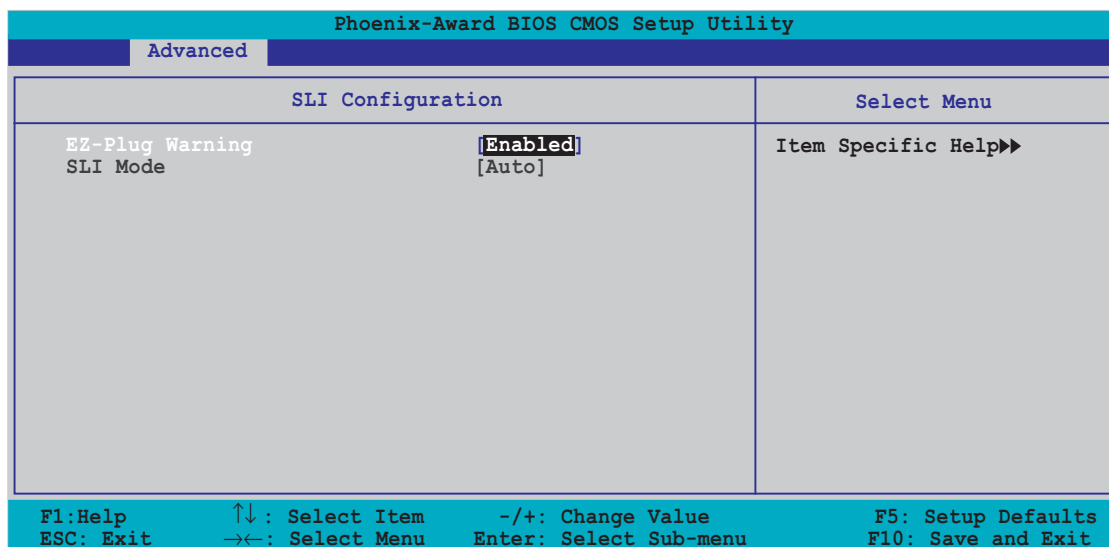 Phoenix-Award BIOS CMOS Setup Utility
Advanced
SLI Configuration
Select Menu
EZ-Plug Warning [Enabled]
SLI Mode [Auto]
Item Specific Help▶▶
F1:Help ↑↓: Select Item -/+: Change Value F5: Setup Defaults
ESC: Exit →←: Select Menu Enter: Select Sub-menu F10: Save and Exit